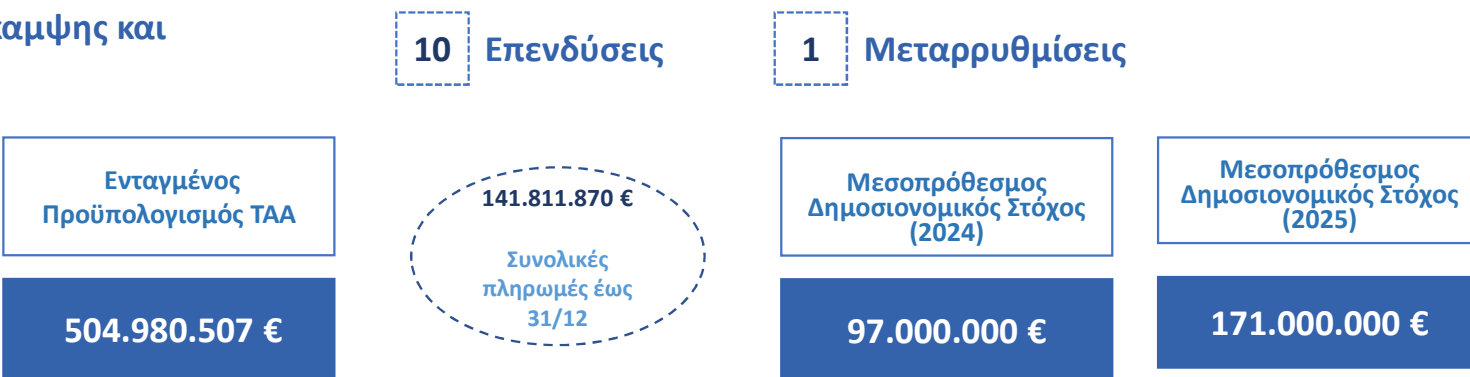 και
10 Επενδύσεις
1 Μεταρρυθμίσεις
Ενταγμένος
Προϋπολογισμός ΤΑΑ
504.980.507 €
141.811.870 €
Συνολικές
πληρωμές έως
31/12
Μεσοπρόθεσμος
Δημοσιονομικός Στόχος
(2024)
97.000.000 €
Μεσοπρόθεσμος
Δημοσιονομικός Στόχος
(2025)
171.000.000 €